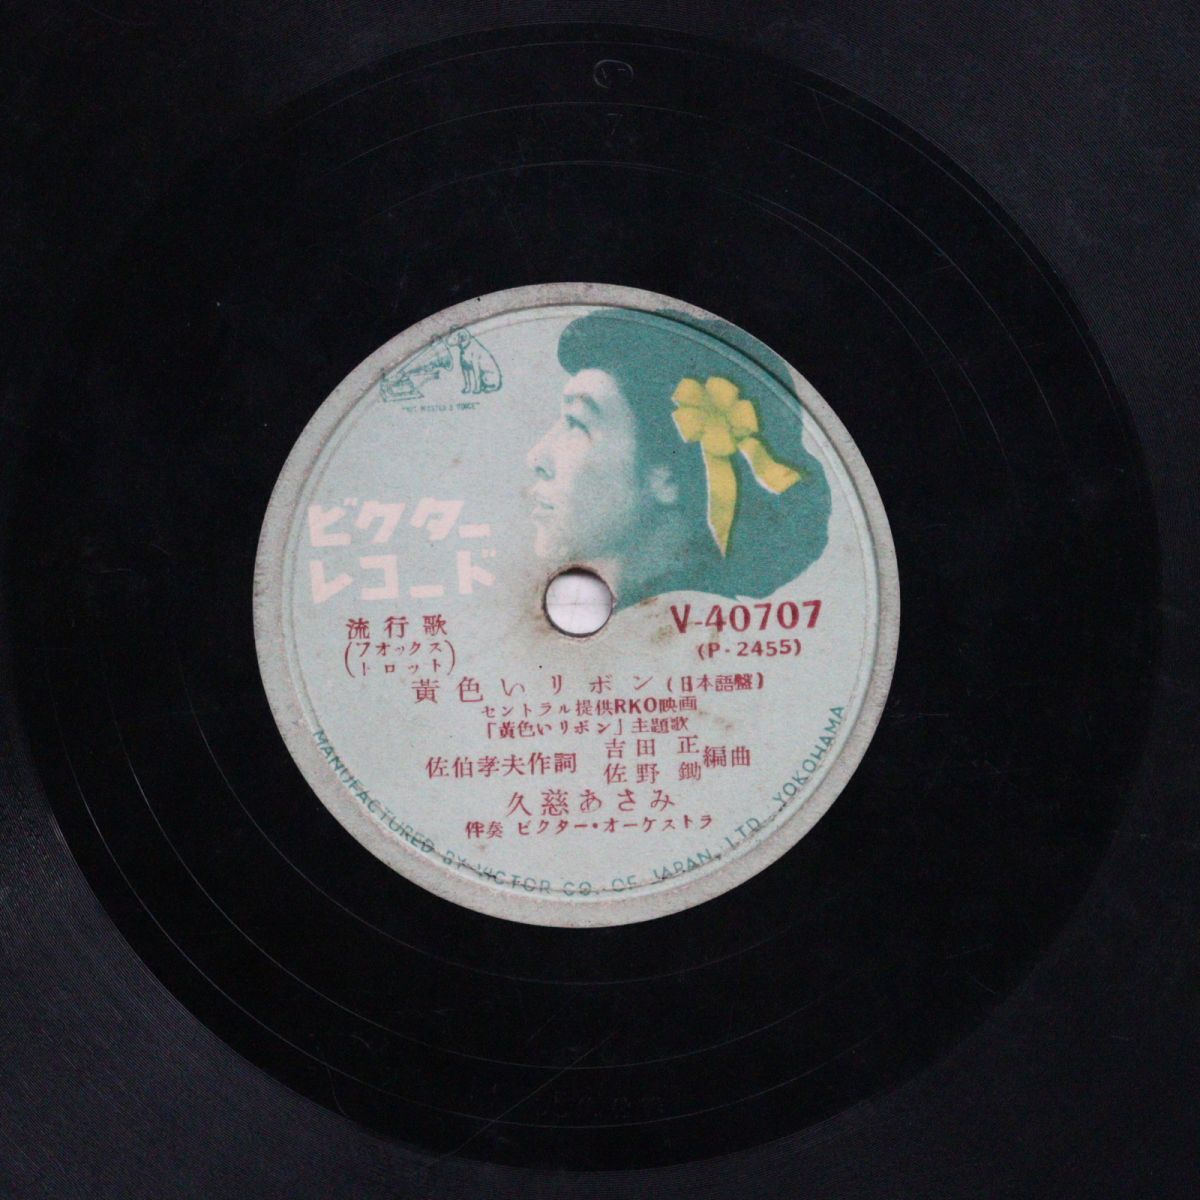 "HIS MASTER'S VOICE"
ビクター
レコード
V-40707
(P・2455)
流行歌
(フオックス
トロット)
黄色いリボン(日本語盤)
セントラル提供RKO映画
「黄色いリボン」主題歌
佐伯孝夫作詞 吉田正 佐野鋤 編曲
久慈あさみ
伴奏 ビクター・オーケストラ
MANUFACTURED BY VICTOR CO. OF JAPAN, LTD. YOKOHAMA